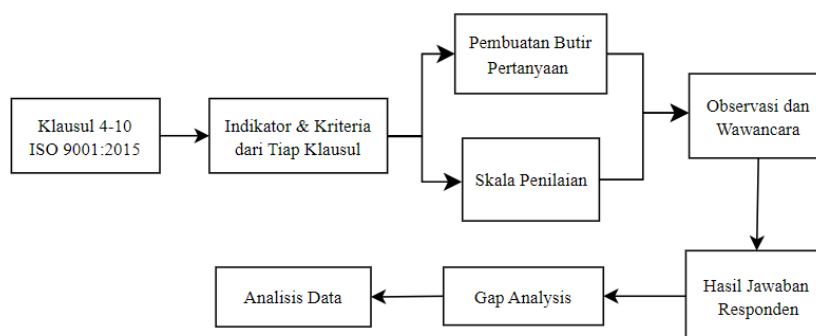 Klausul 4-10
ISO 9001:2015
Indikator & Kriteria
dari Tiap Klausul
Pembuatan Butir
Pertanyaan
Skala Penilaian
Observasi dan
Wawancara
Hasil Jawaban
Responden
Gap Analysis
Analisis Data